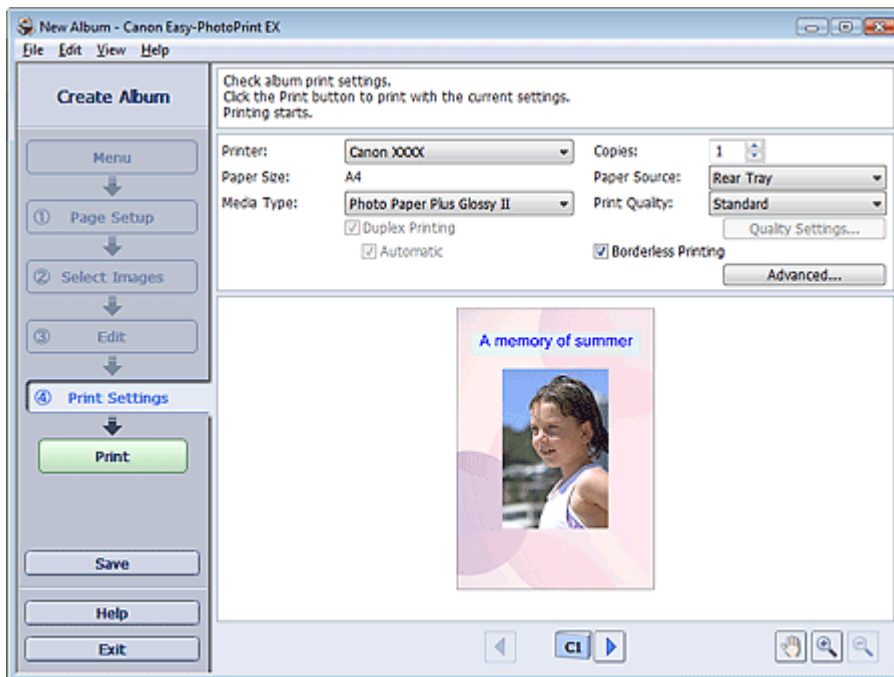 New Album - Canon Easy-PhotoPrint EX
File Edit View Help
Create Album
Menu
① Page Setup
② Select Images
③ Edit
④ Print Settings
Print
Save
Help
Exit
Check album print settings.
Click the Print button to print with the current settings.
Printing starts.
Printer: Canon XXXX Copies: 1
Paper Size: A4 Paper Source: Rear Tray
Media Type: Photo Paper Plus Glossy II Print Quality: Standard
Duplex Printing Quality Settings...
Automatic Borderless Printing
Advanced...
A memory of summer
C1